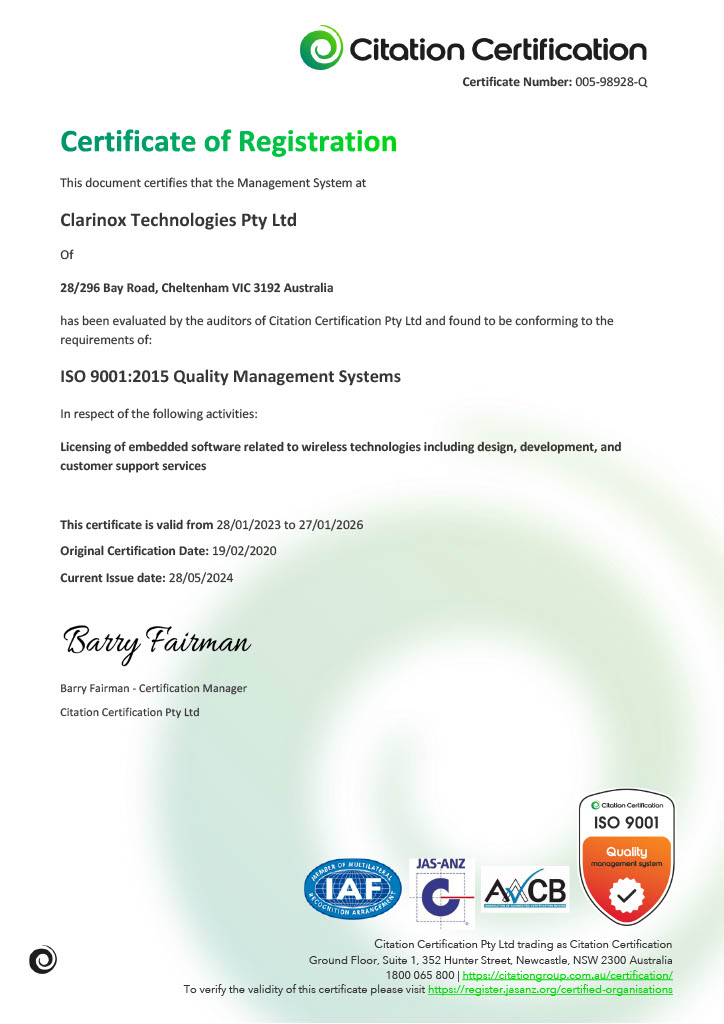 Citation Certification
Certificate Number: 005-98928-Q
Certificate of Registration
This document certifies that the Management System at
Clarinox Technologies Pty Ltd
Of
28/296 Bay Road, Cheltenham VIC 3192 Australia
has been evaluated by the auditors of Citation Certification Pty Ltd and found to be conforming to the
requirements of:
ISO 9001:2015 Quality Management Systems
In respect of the following activities:
Licensing of embedded software related to wireless technologies including design, development, and
customer support services
This certificate is valid from 28/01/2023 to 27/01/2026
Original Certification Date: 19/02/2020
Current Issue date: 28/05/2024
Barry Fairman
Barry Fairman - Certification Manager
Citation Certification Pty Ltd
Citation Certification
ISO 9001
Quality
management system
MEMBER OF MULTILATERAL
IAF
RECOGNITION ARRANGEMENT
JAS-ANZ
C
AACB
Citation Certification Pty Ltd trading as Citation Certification
Ground Floor, Suite 1, 352 Hunter Street, Newcastle, NSW 2300 Australia
1800 065 800 | https://citationgroup.com.au/certification/
To verify the validity of this certificate please visit https://register.jasanz.org/certified-organisations